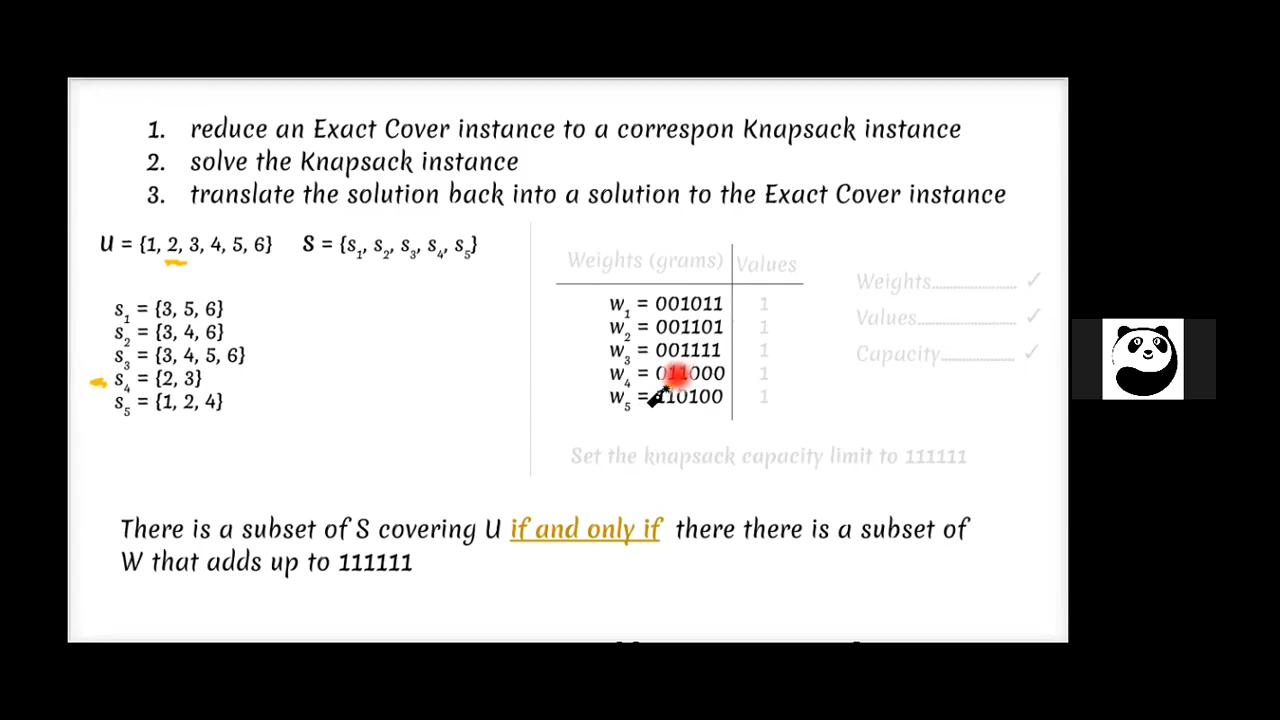 1. reduce an Exact Cover instance to a correspon Knapsack instance
2. solve the Knapsack instance
3. translate the solution back into a solution to the Exact Cover instance
U = {1, 2, 3, 4, 5, 6} S = {s₁, s₂, s₃, s₄, s₅}
s₁ = {3, 5, 6}
s₂ = {3, 4, 6}
s₃ = {3, 4, 5, 6}
s₄ = {2, 3}
s₅ = {1, 2, 4}
Weights (grams) Values
w₁ = 001011 1
w₂ = 001101 1
w₃ = 001111 1
w₄ = 011000 1
w₅ = 110100 1
Set the knapsack capacity limit to 111111
Weights........................ ✓
Values........................... ✓
Capacity..................... ✓
There is a subset of S covering U if and only if there there is a subset of
W that adds up to 111111